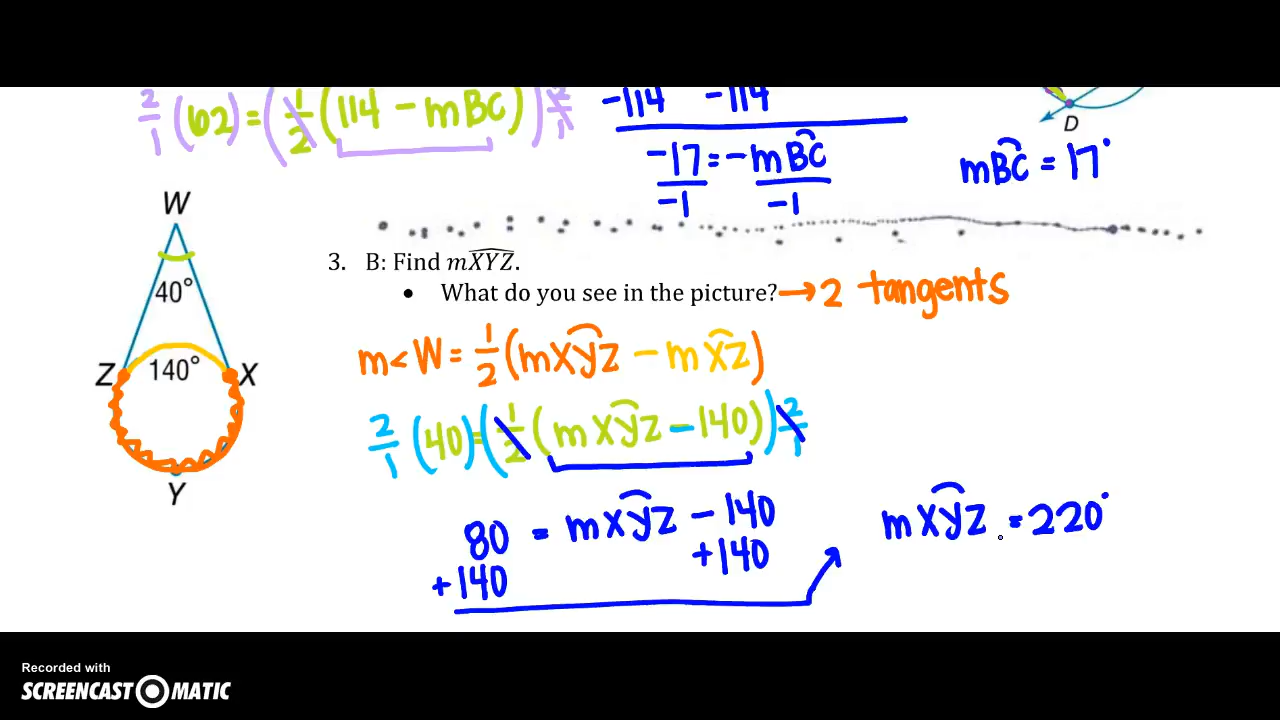 2/1 (62) = (1/2 (114 - mBC)) 2/1
-114 -114
-17 = -mBC
-1 -1
mBC = 17°
D
W
40°
140°
Z X
Y
3. B: Find mXYZ.
• What do you see in the picture? → 2 tangents
m<W = 1/2 (mXYZ - mXZ)
2/1 (40) = (1/2 (mXYZ - 140)) 2/1
80 = mXYZ - 140
+140 +140
mXYZ = 220°
Recorded with
SCREENCAST-O-MATIC